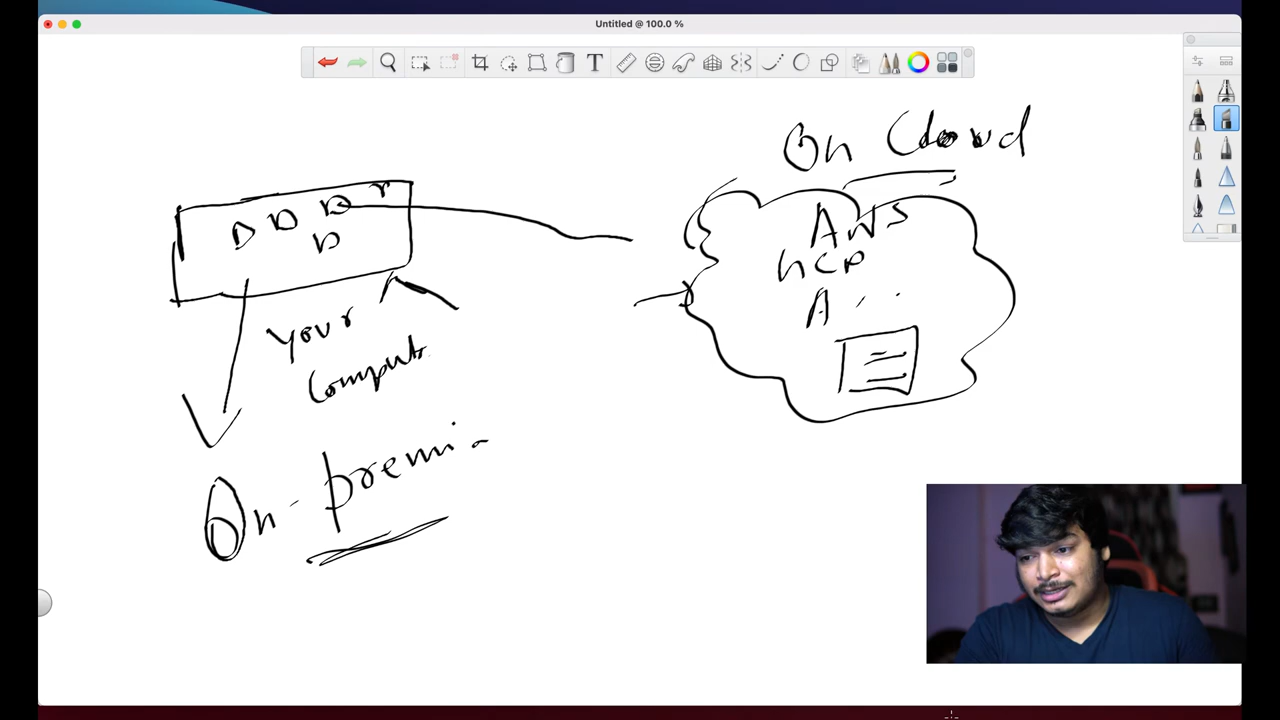 Untitled @ 100.0 %
T
On Cloud
D D D r
D
AWS
GCP
A . .
your
comput
On-premi